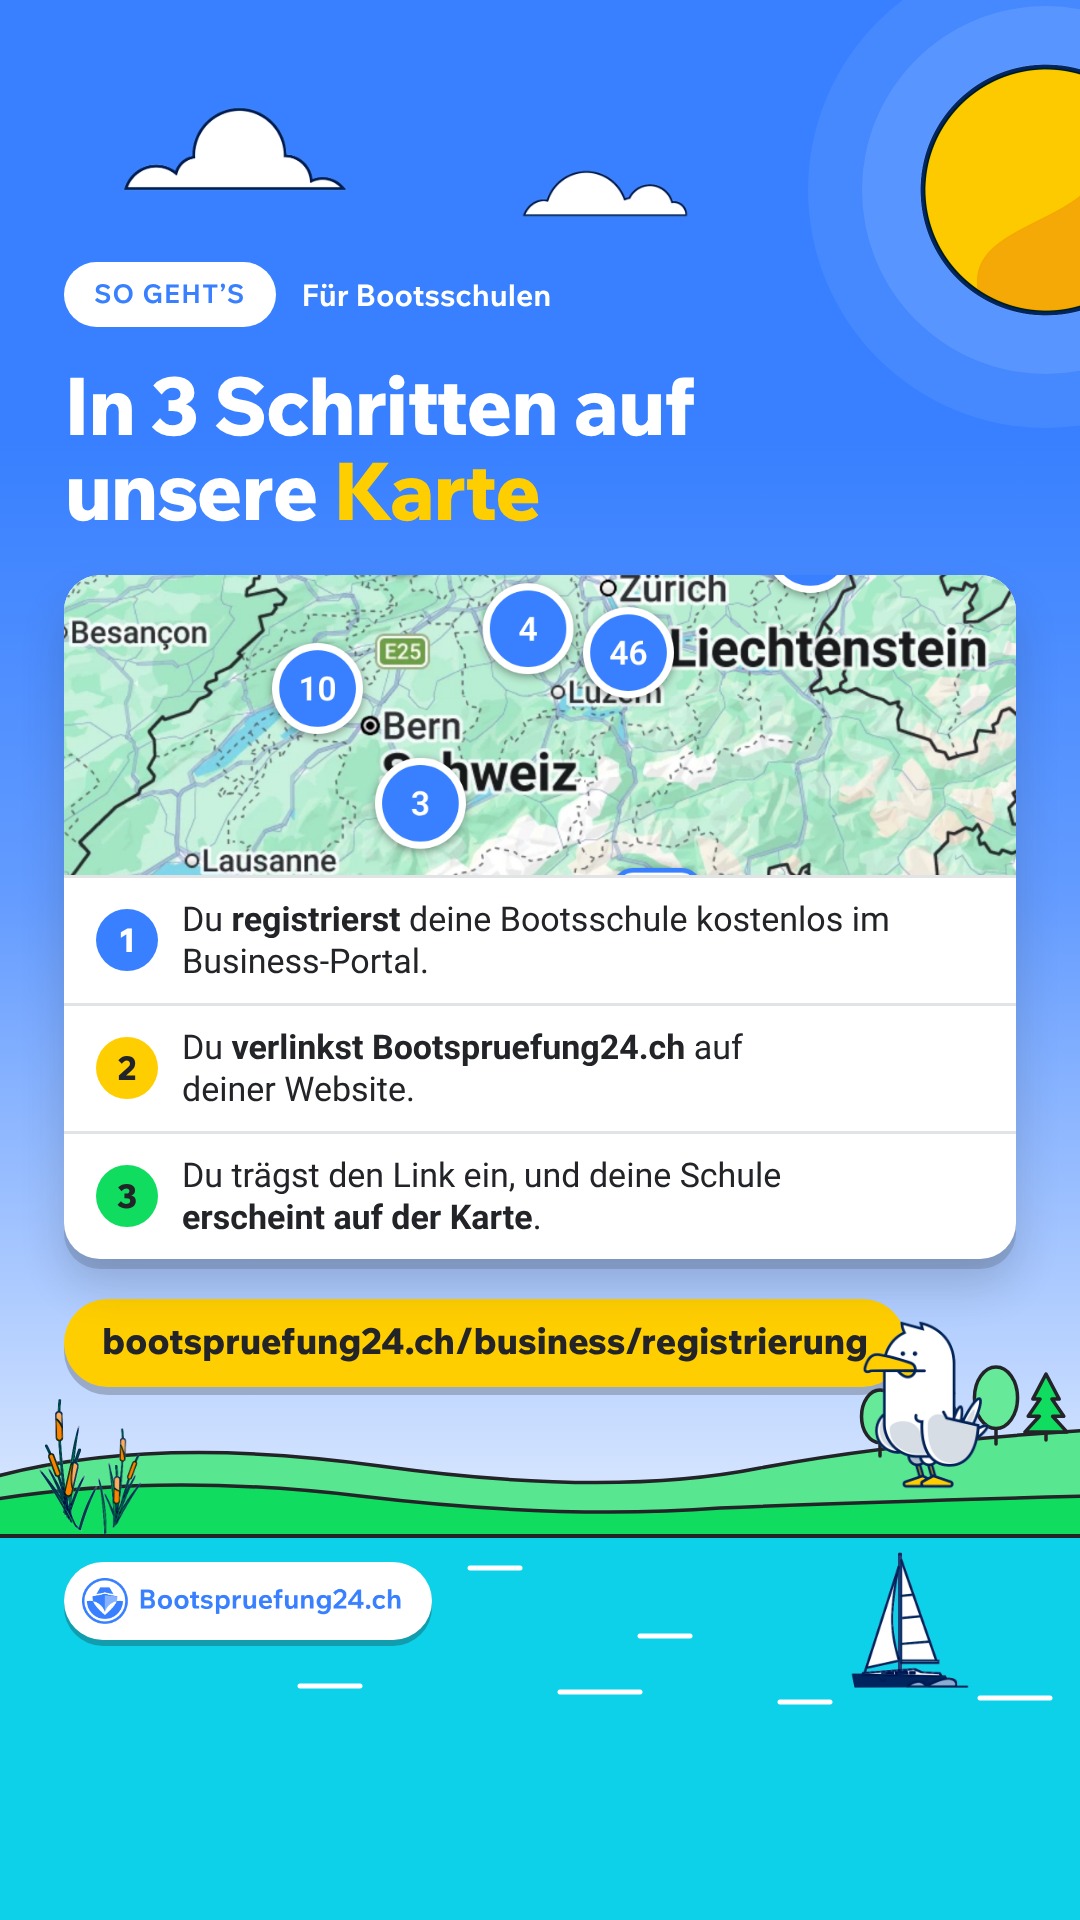 SO GEHT’S
Für Bootsschulen
In 3 Schritten auf
unsere Karte
Zürich
Besançon
4
46
Liechtenstein
E25
10
Luzern
Bern
Schweiz
3
Lausanne
1
Du registrierst deine Bootsschule kostenlos im
Business-Portal.
2
Du verlinkst Bootspruefung24.ch auf
deiner Website.
3
Du trägst den Link ein, und deine Schule
erscheint auf der Karte.
bootspruefung24.ch/business/registrierung
Bootspruefung24.ch